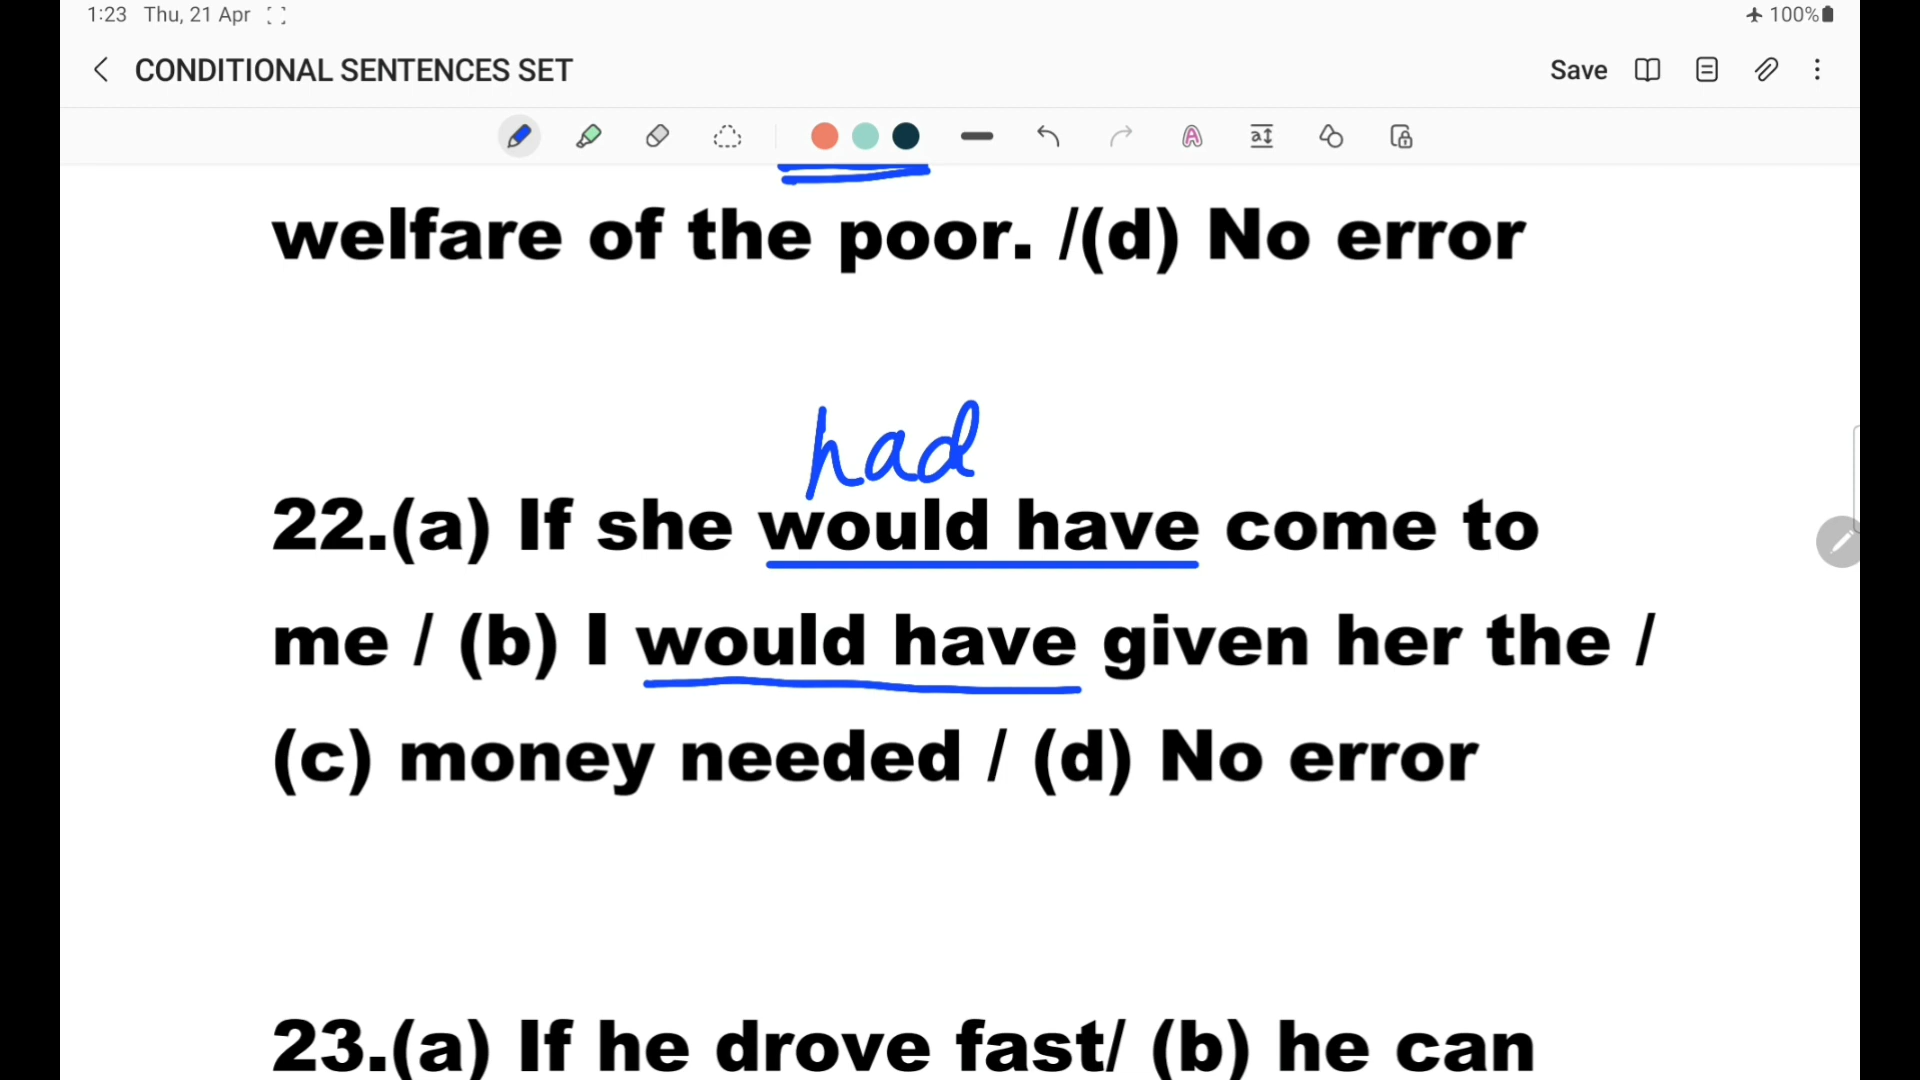 1:23 Thu, 21 Apr 100%
CONDITIONAL SENTENCES SET Save
welfare of the poor. /(d) No error
had
22.(a) If she would have come to
me / (b) I would have given her the /
(c) money needed / (d) No error
23.(a) If he drove fast/ (b) he can